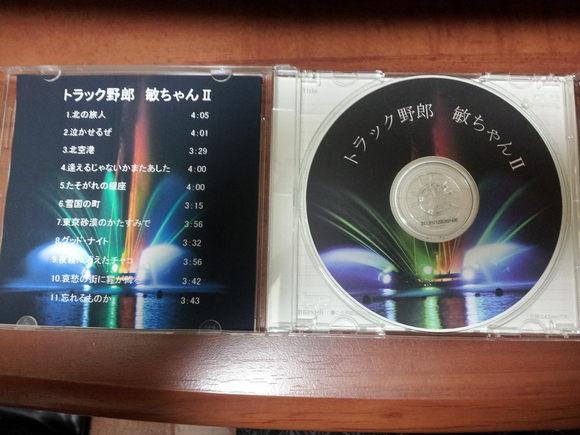 トラック野郎 敏ちゃんⅡ
1.北の旅人 4:05
2.泣かせるぜ 4:01
3.北空港 3:29
4.逢えるじゃないかまたあした 4:00
5.たそがれの銀座 4:00
6.雪国の町 3:15
7.東京砂漠のかたすみで 3:56
8.グッド・ナイト 3:32
9.夜霧に消えたチャコ 3:56
10.哀愁の街に霧が降る 3:42
11.忘れるものか 3:43
トラック野郎 敏ちゃんⅡ
Title